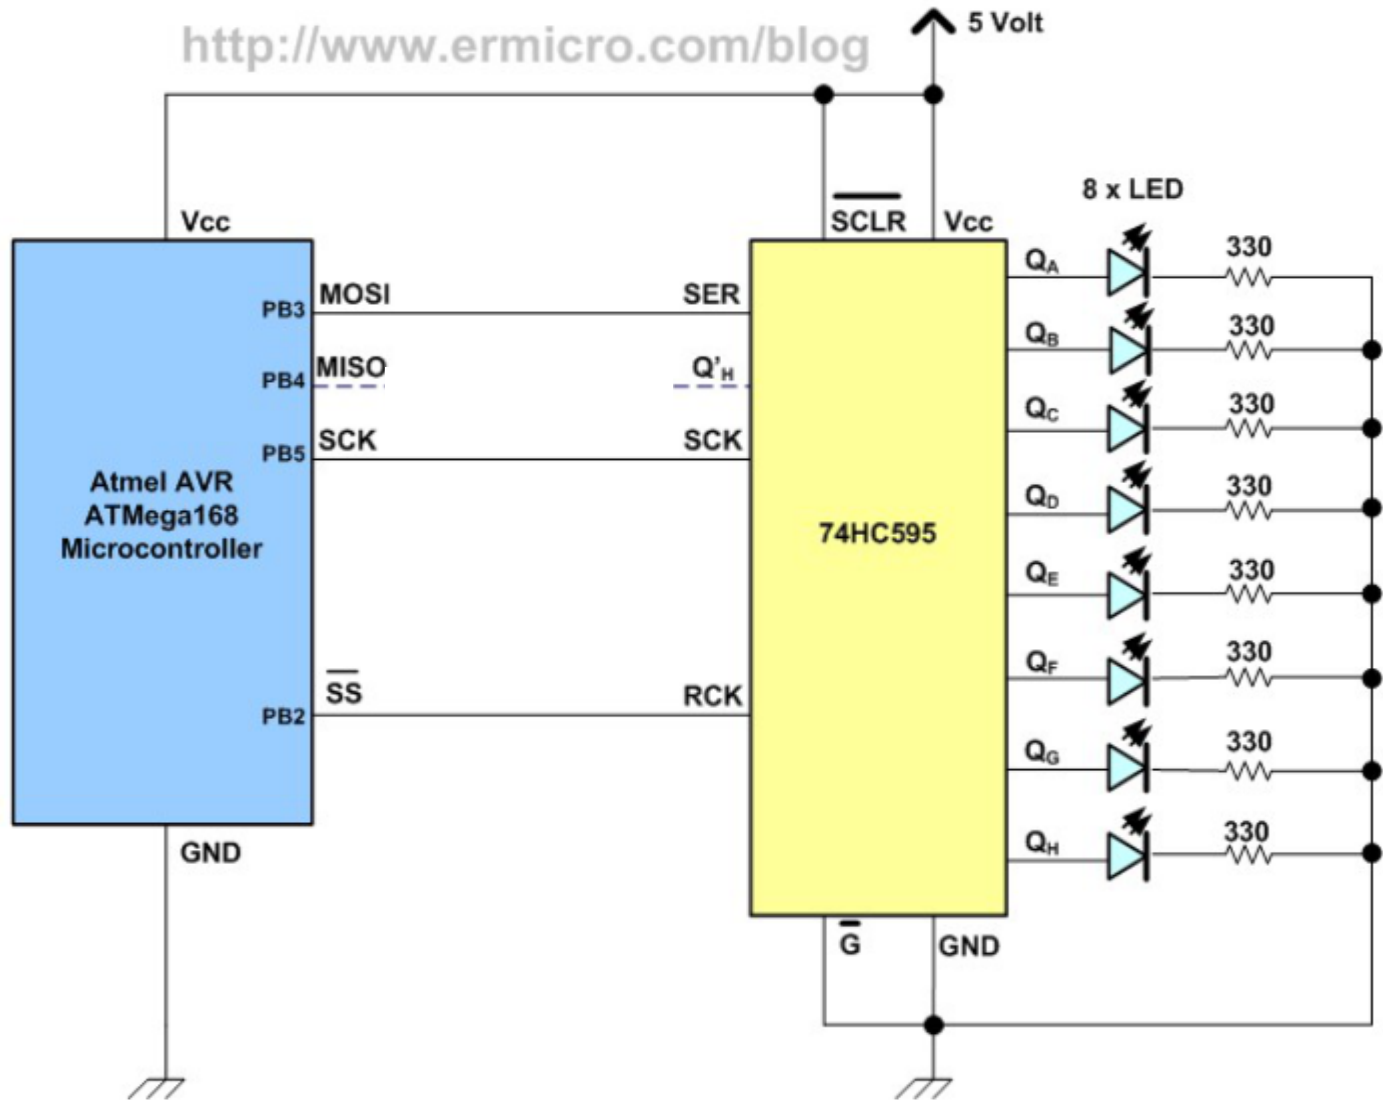 http://www.ermicro.com/blog
5 Volt
8 x LED
Vcc
SCLR
Vcc
PB3
MOSI
SER
PB4
MISO
Q'H
PB5
SCK
SCK
Atmel AVR
ATMega168
Microcontroller
74HC595
PB2
SS
RCK
GND
G
GND
QA
330
QB
330
QC
330
QD
330
QE
330
QF
330
QG
330
QH
330